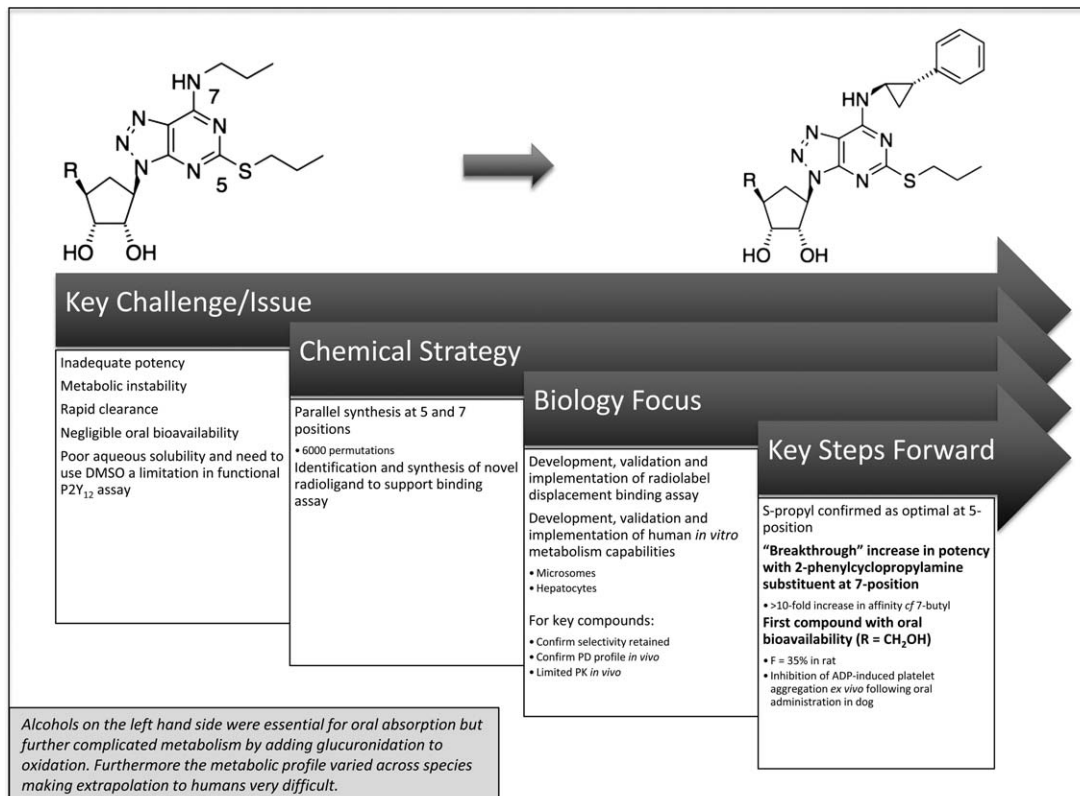 HN
7
N
N
N
N
N
N
S
5
R
HO
OH
HN
N
N
N
N
N
N
S
R
HO
OH
Key Challenge/Issue
Inadequate potency
Metabolic instability
Rapid clearance
Negligible oral bioavailability
Poor aqueous solubility and need to
use DMSO a limitation in functional
P2Y₁₂ assay
Chemical Strategy
Parallel synthesis at 5 and 7
positions
• 6000 permutations
Identification and synthesis of novel
radioligand to support binding
assay
Biology Focus
Development, validation and
implementation of radiolabel
displacement binding assay
Development, validation and
implementation of human in vitro
metabolism capabilities
• Microsomes
• Hepatocytes
For key compounds:
• Confirm selectivity retained
• Confirm PD profile in vivo
• Limited PK in vivo
Key Steps Forward
S-propyl confirmed as optimal at 5-
position
“Breakthrough” increase in potency
with 2-phenylcyclopropylamine
substituent at 7-position
• >10-fold increase in affinity cf 7-butyl
First compound with oral
bioavailability (R = CH₂OH)
• F = 35% in rat
• Inhibition of ADP-induced platelet
aggregation ex vivo following oral
administration in dog
Alcohols on the left hand side were essential for oral absorption but
further complicated metabolism by adding glucuronidation to
oxidation. Furthermore the metabolic profile varied across species
making extrapolation to humans very difficult.